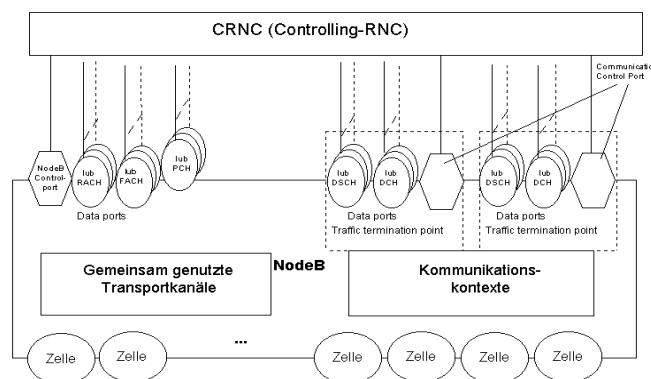 CRNC (Controlling-RNC)
Communicatio
Control Port
NodeB
Control-
port
Iub
RACH
Iub
FACH
Iub
PCH
Iub
DSCH
Iub
DCH
Iub
DSCH
Iub
DCH
Data ports
Data ports
Traffic termination point
Data ports
Traffic termination point
Gemeinsam genutzte
Transportkanäle
NodeB
Kommunikations-
kontexte
Zelle
Zelle
...
Zelle
Zelle
Zelle
Zelle